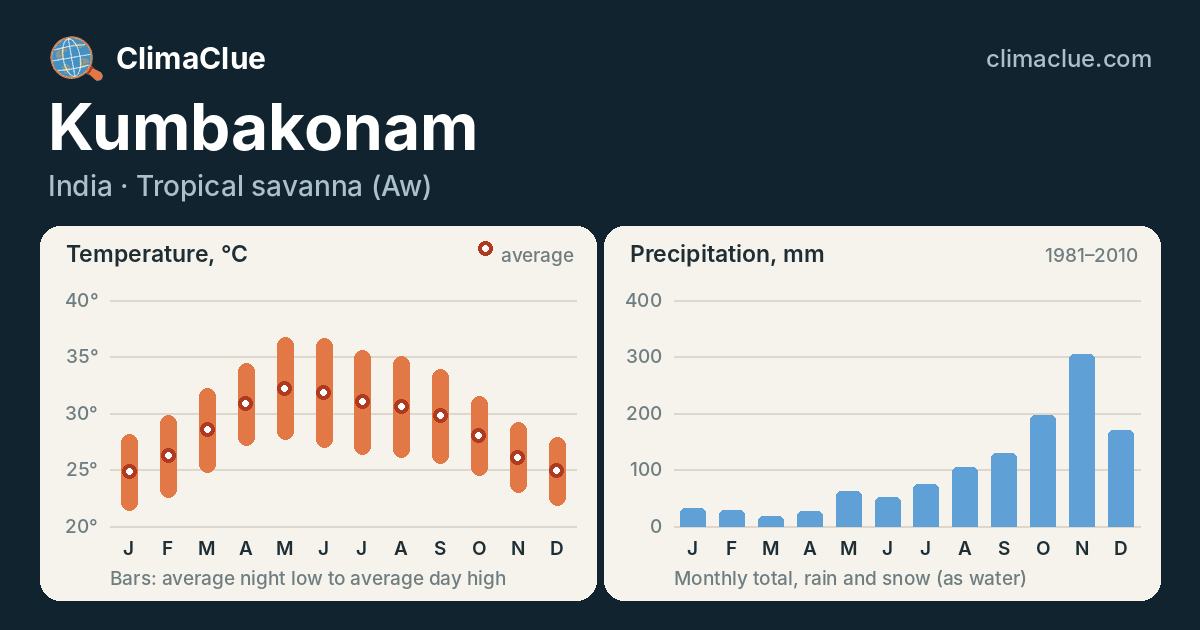 ClimaClue
climaclue.com
Kumbakonam
India · Tropical savanna (Aw)
Temperature, °C
average
40°
35°
30°
25°
20°
J F M A M J J A S O N D
Bars: average night low to average day high
Precipitation, mm
1981–2010
400
300
200
100
0
J F M A M J J A S O N D
Monthly total, rain and snow (as water)